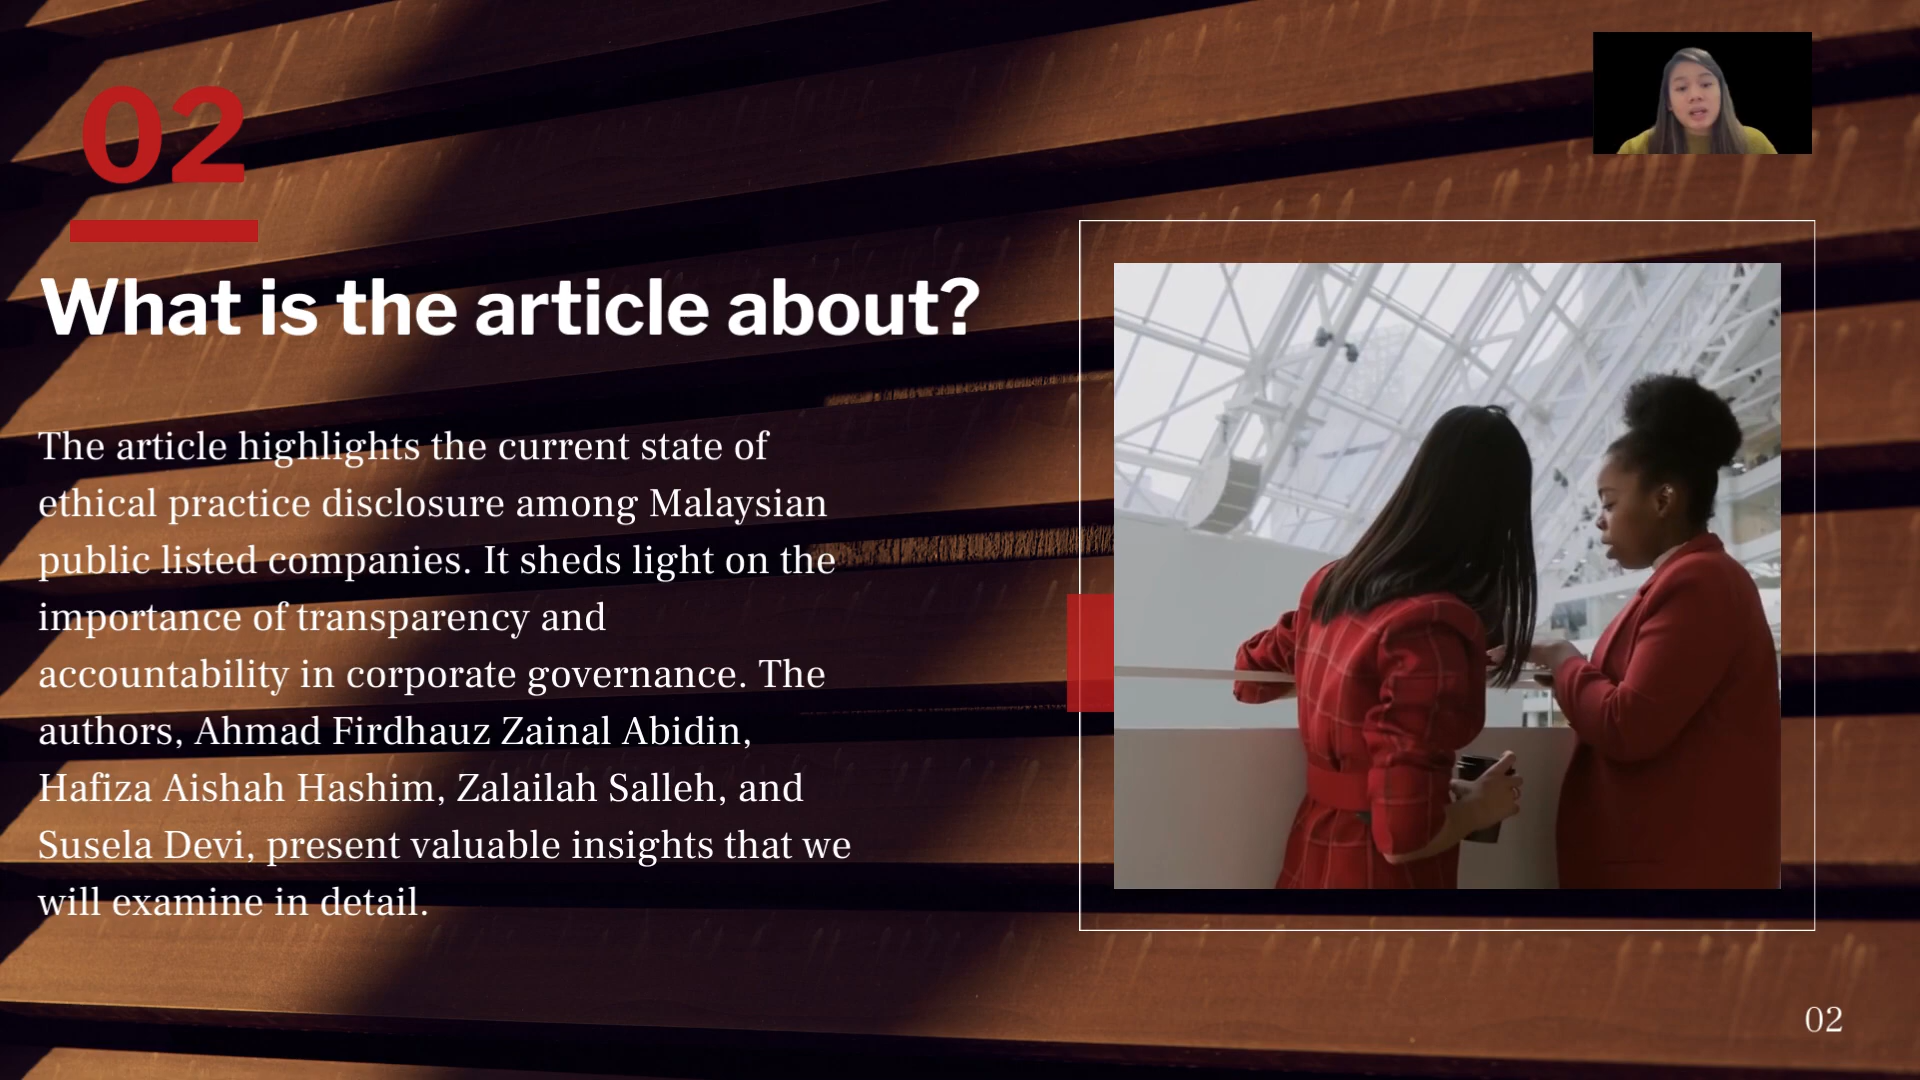 02
What is the article about?
The article highlights the current state of
ethical practice disclosure among Malaysian
public listed companies. It sheds light on the
importance of transparency and
accountability in corporate governance. The
authors, Ahmad Firdhauz Zainal Abidin,
Hafiza Aishah Hashim, Zalailah Salleh, and
Susela Devi, present valuable insights that we
will examine in detail.
02